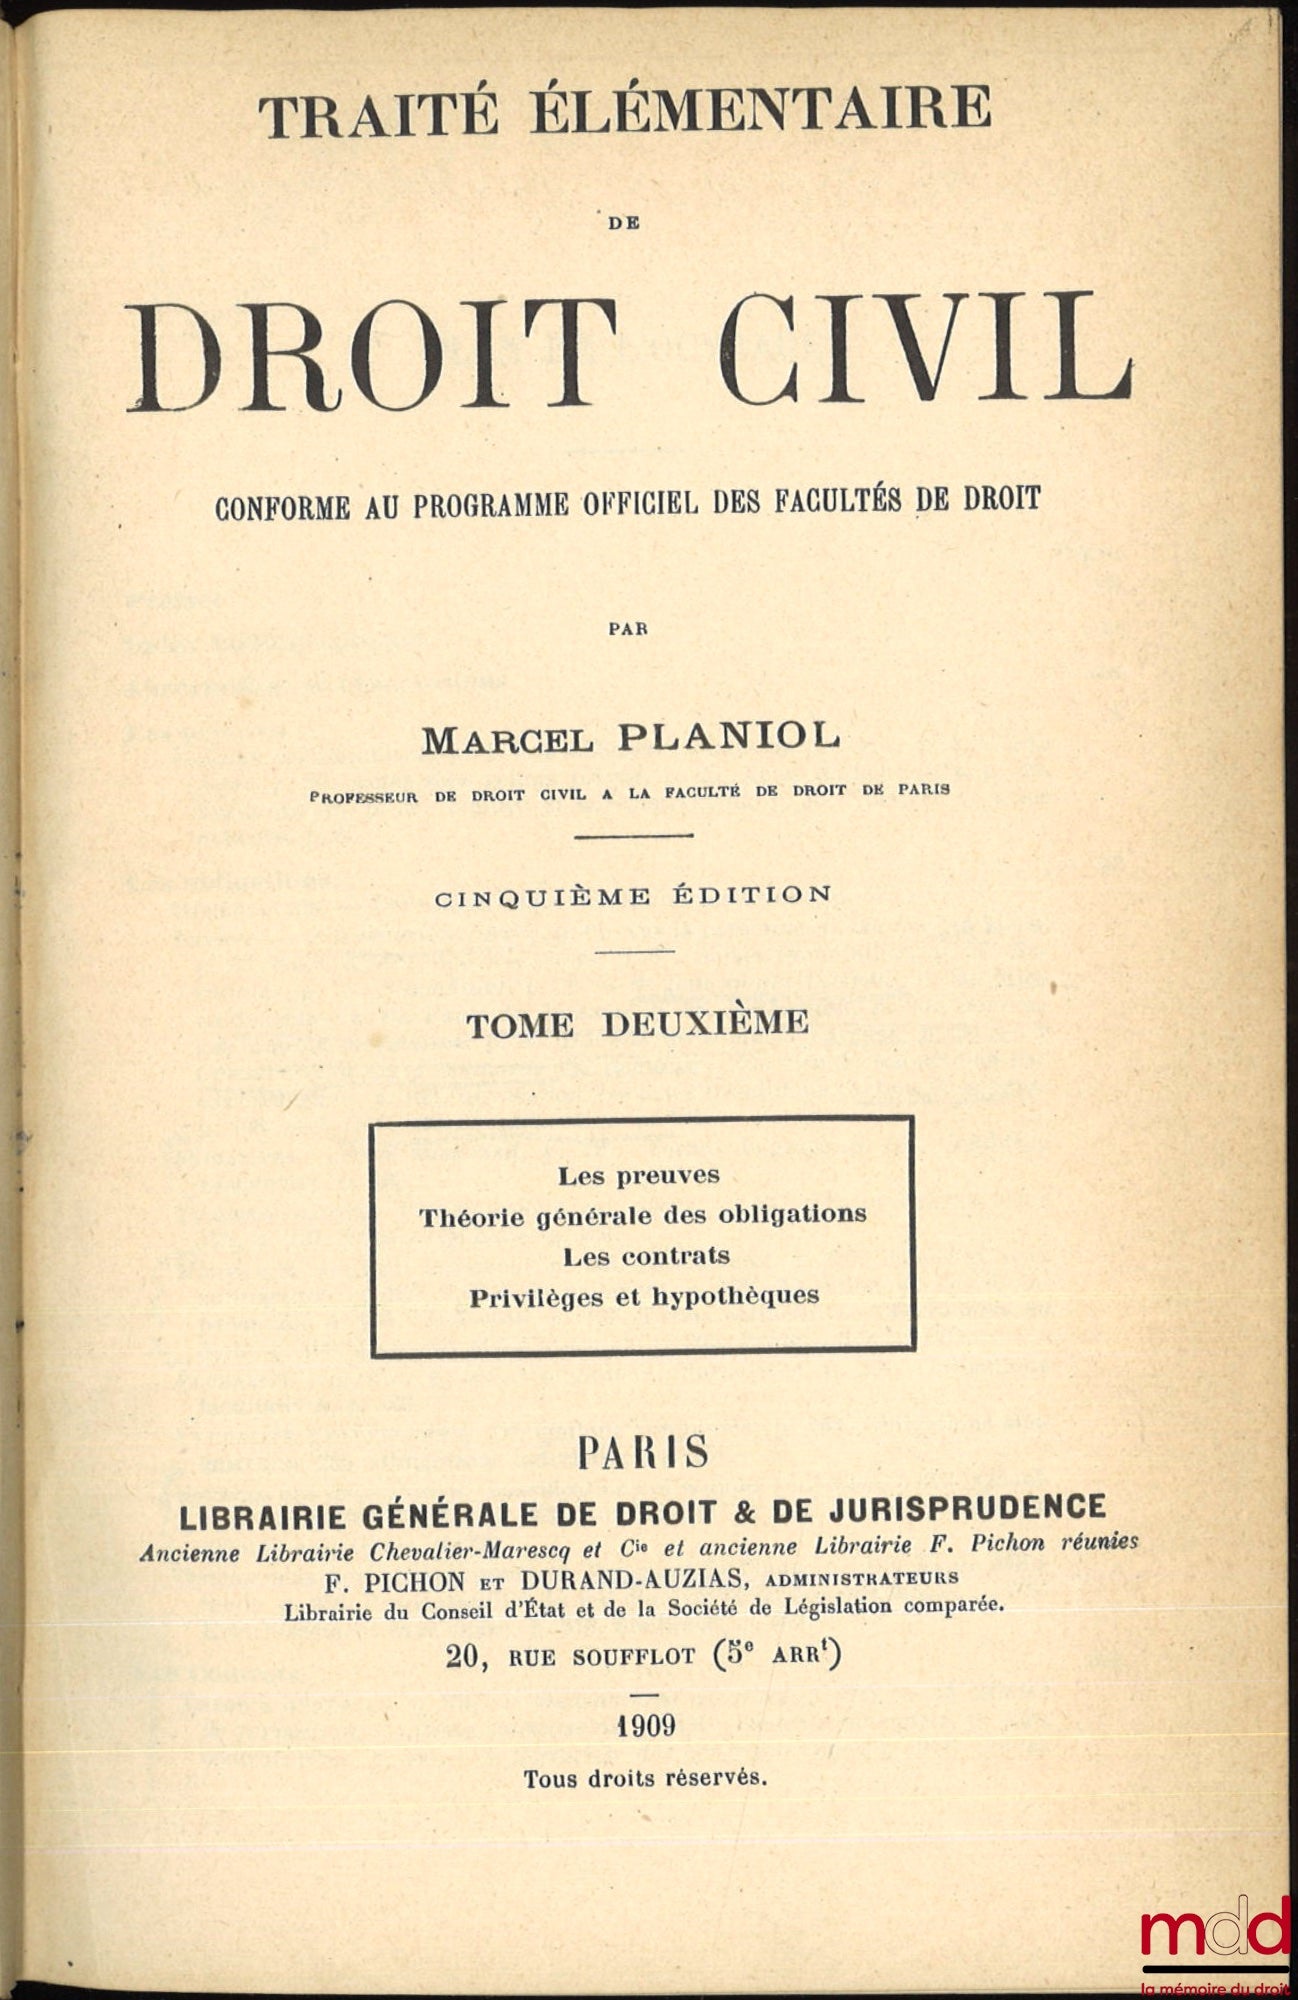 TRAITÉ ÉLÉMENTAIRE
DE
DROIT CIVIL
CONFORME AU PROGRAMME OFFICIEL DES FACULTÉS DE DROIT
PAR
MARCEL PLANIOL
PROFESSEUR DE DROIT CIVIL A LA FACULTÉ DE DROIT DE PARIS
CINQUIÈME ÉDITION
TOME DEUXIÈME
Les preuves
Théorie générale des obligations
Les contrats
Privilèges et hypothèques
PARIS
LIBRAIRIE GÉNÉRALE DE DROIT & DE JURISPRUDENCE
Ancienne Librairie Chevalier-Marescq et Cie et ancienne Librairie F. Pichon réunies
F. PICHON ET DURAND-AUZIAS, ADMINISTRATEURS
Librairie du Conseil d'État et de la Société de Législation comparée.
20, RUE SOUFFLOT (5e ARRt)
1909
Tous droits réservés.
mdd
la mémoire du droit